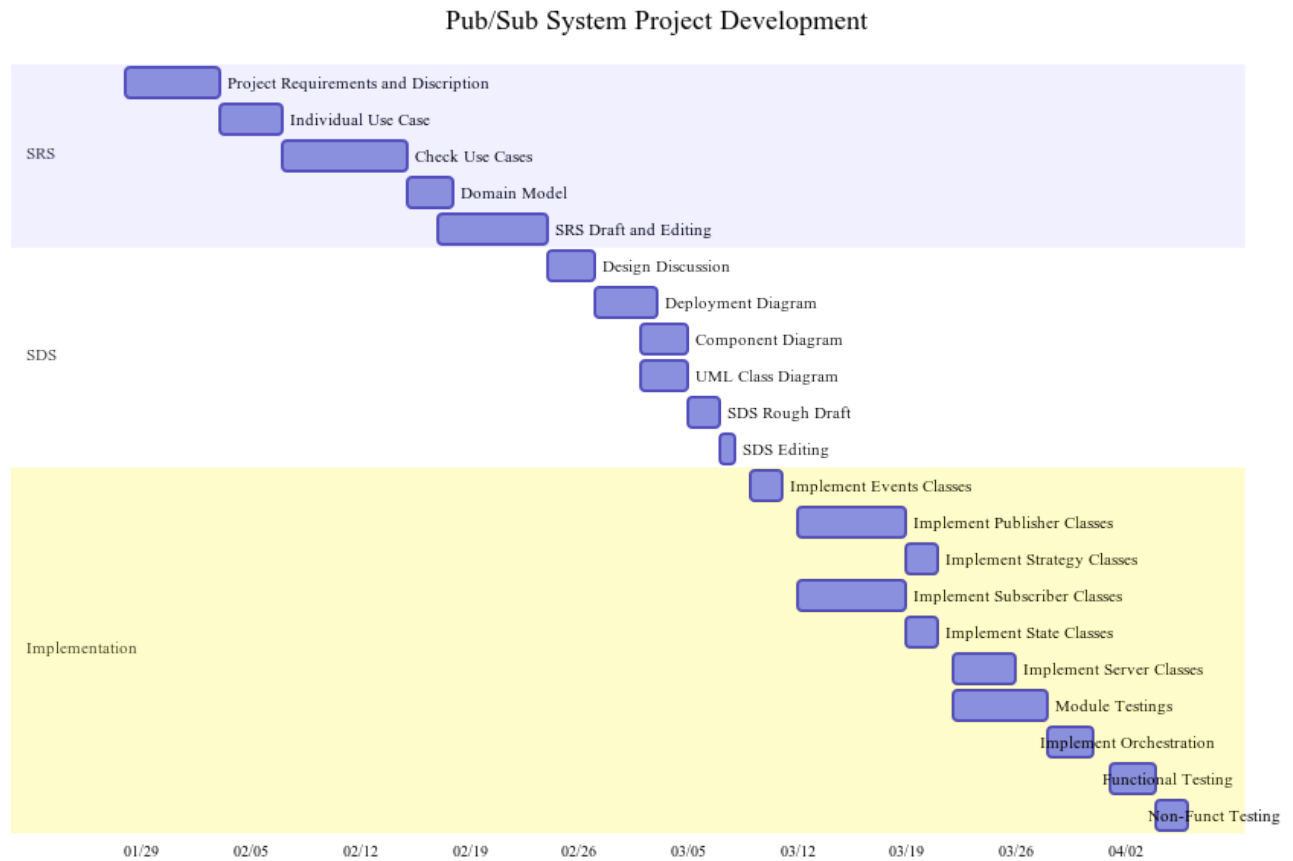 Pub/Sub System Project Development
Project Requirements and Discription
Individual Use Case
SRS
Check Use Cases
Domain Model
SRS Draft and Editing
Design Discussion
Deployment Diagram
Component Diagram
SDS
UML Class Diagram
SDS Rough Draft
SDS Editing
Implement Events Classes
Implement Publisher Classes
Implement Strategy Classes
Implement Subscriber Classes
Implement State Classes
Implementation
Implement Server Classes
Module Testings
Implement Orchestration
Functional Testing
Non-Funct Testing
01/29 02/05 02/12 02/19 02/26 03/05 03/12 03/19 03/26 04/02